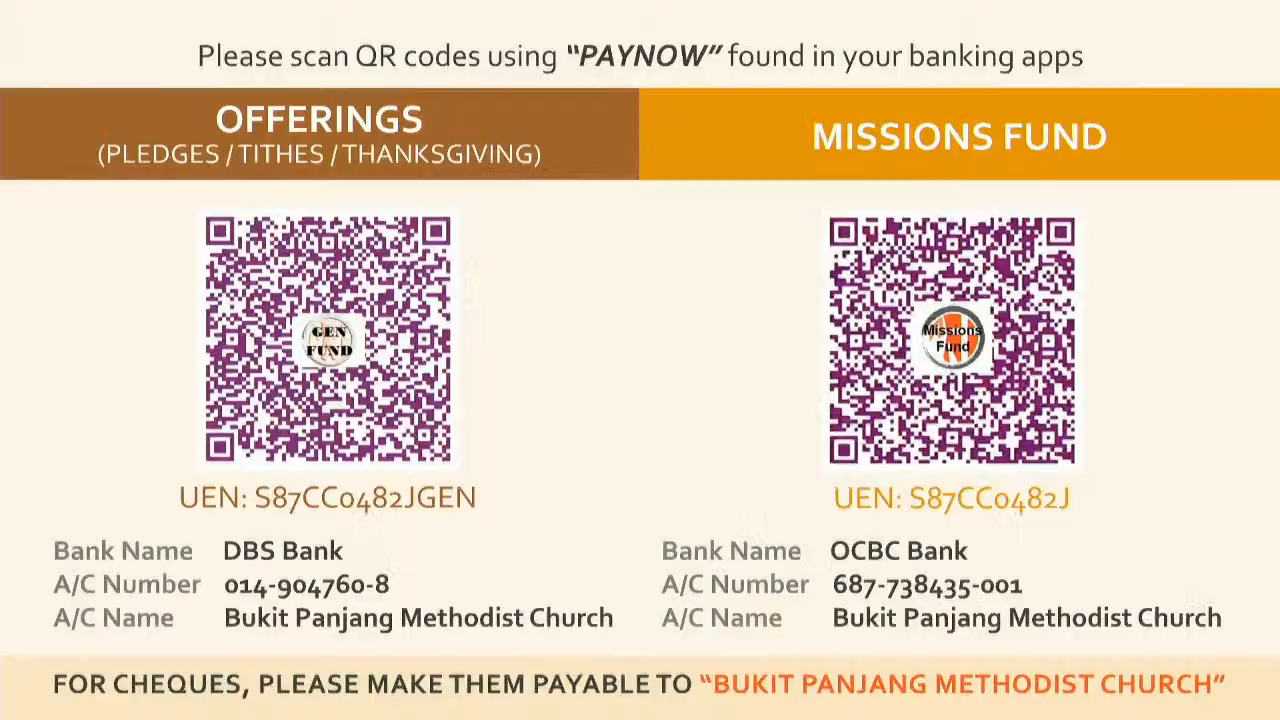 Please scan QR codes using “PAYNOW” found in your banking apps
OFFERINGS
(PLEDGES / TITHES / THANKSGIVING)
MISSIONS FUND
GEN
FUND
Missions
Fund
UEN: S87CC0482JGEN
UEN: S87CC0482J
Bank Name DBS Bank
A/C Number 014-904760-8
A/C Name Bukit Panjang Methodist Church
Bank Name OCBC Bank
A/C Number 687-738435-001
A/C Name Bukit Panjang Methodist Church
FOR CHEQUES, PLEASE MAKE THEM PAYABLE TO “BUKIT PANJANG METHODIST CHURCH”